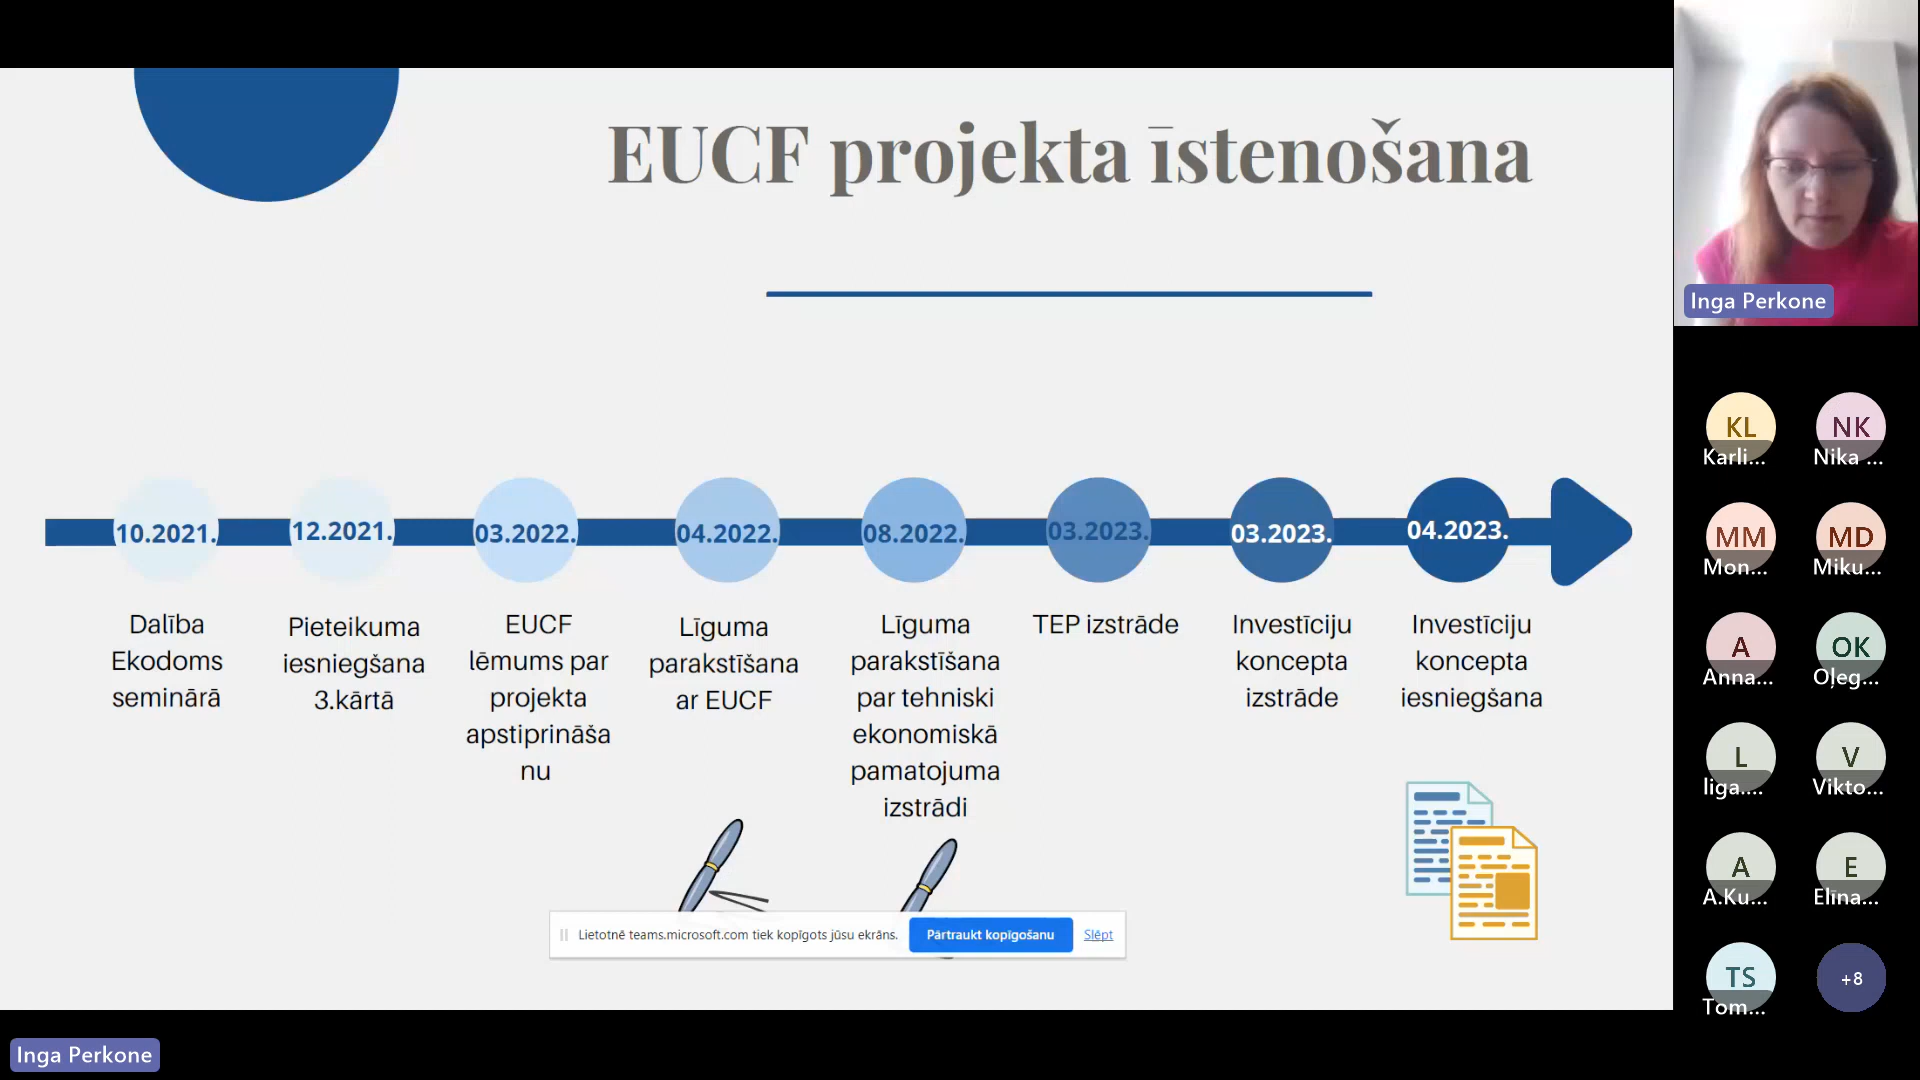 EUCF projekta īstenošana
10.2021.
12.2021.
03.2022.
04.2022.
08.2022.
03.2023.
03.2023.
04.2023.
Dalība
Ekodoms
seminārā
Pieteikuma
iesniegšana
3.kārtā
EUCF
lēmums par
projekta
apstiprināša
nu
Līguma
parakstīšana
ar EUCF
Līguma
parakstīšana
par tehniski
ekonomiskā
pamatojuma
izstrādi
TEP izstrāde
Investīciju
koncepta
izstrāde
Investīciju
koncepta
iesniegšana
Lietotnē teams.microsoft.com tiek kopīgots jūsu ekrāns.
Pārtraukt kopīgošanu
Slēpt
Inga Perkone
KL
Karli...
NK
Nika ...
MM
Mon...
MD
Miku...
A
Anna...
OK
Oļeg...
L
liga....
V
Vikto...
A
A.Ku...
E
Elīna...
TS
Tom...
+8
Inga Perkone